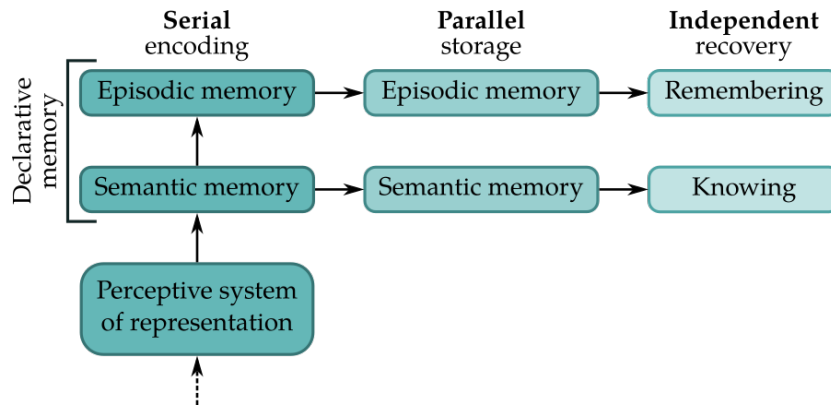 Serial
encoding
Parallel
storage
Independent
recovery
Declarative
memory
Episodic memory
Episodic memory
Remembering
Semantic memory
Semantic memory
Knowing
Perceptive system
of representation